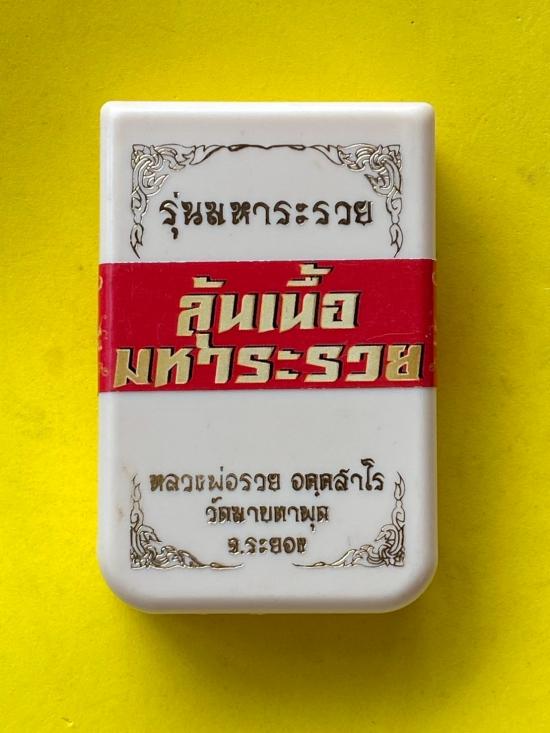 รุ่นมหาระรวย
ลุ้นเนื้อ
มหาระรวย
หลวงพ่อรวย อคฺคสาโร
วัดมาบตาพุด
จ.ระยอง